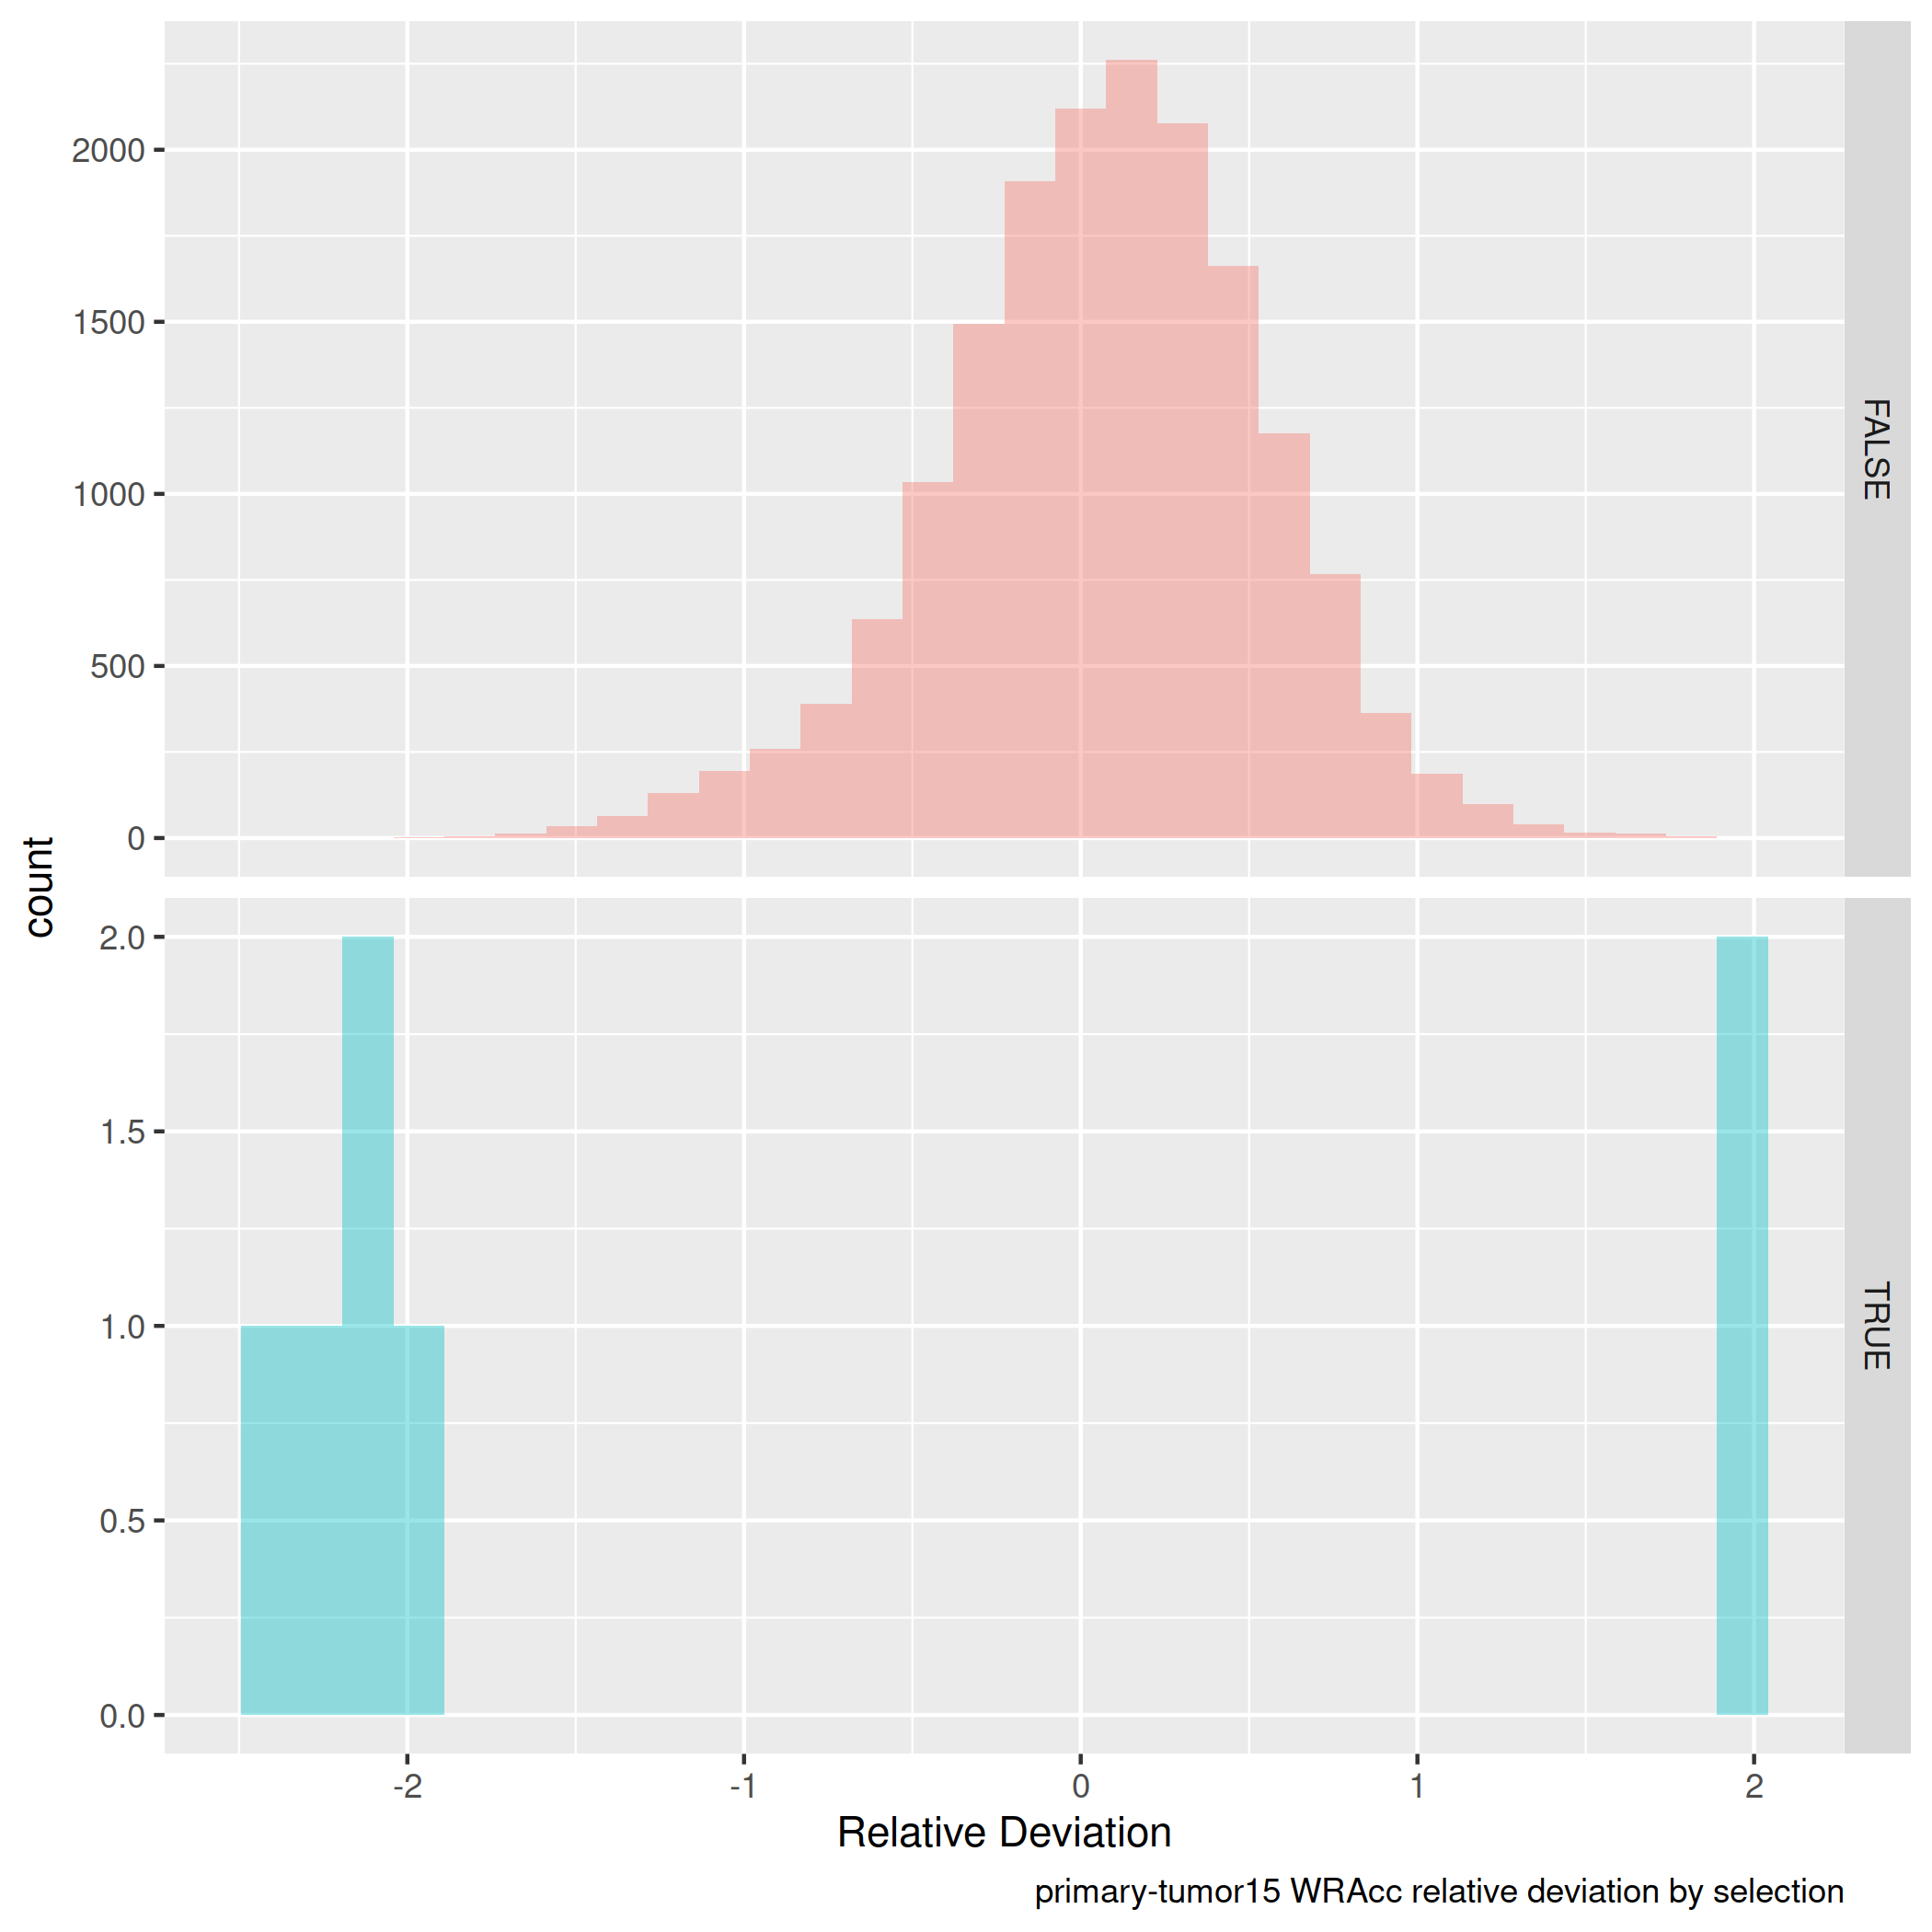 count
2000
1500
1000
500
0
FALSE
2.0
1.5
1.0
0.5
0.0
TRUE
-2 -1 0 1 2
Relative Deviation
primary-tumor15 WRAcc relative deviation by selection